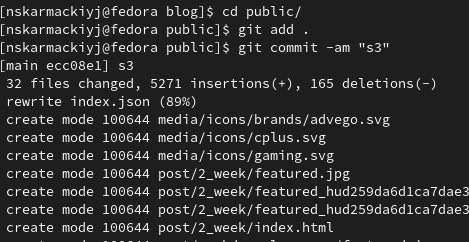 [nskarmackiyj@fedora blog]$ cd public/
[nskarmackiyj@fedora public]$ git add .
[nskarmackiyj@fedora public]$ git commit -am "s3"
[main ecc08e1] s3
32 files changed, 5271 insertions(+), 165 deletions(-)
rewrite index.json (89%)
create mode 100644 media/icons/brands/advego.svg
create mode 100644 media/icons/cplus.svg
create mode 100644 media/icons/gaming.svg
create mode 100644 post/2_week/featured.jpg
create mode 100644 post/2_week/featured_hud259da6d1ca7dae3
create mode 100644 post/2_week/featured_hud259da6d1ca7dae3
create mode 100644 post/2_week/index.html